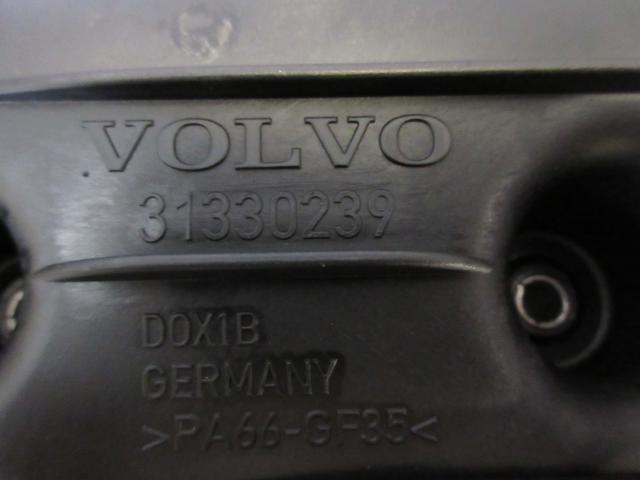 VOLVO
31330239
D0X1B
GERMANY
>PA66-GF35<